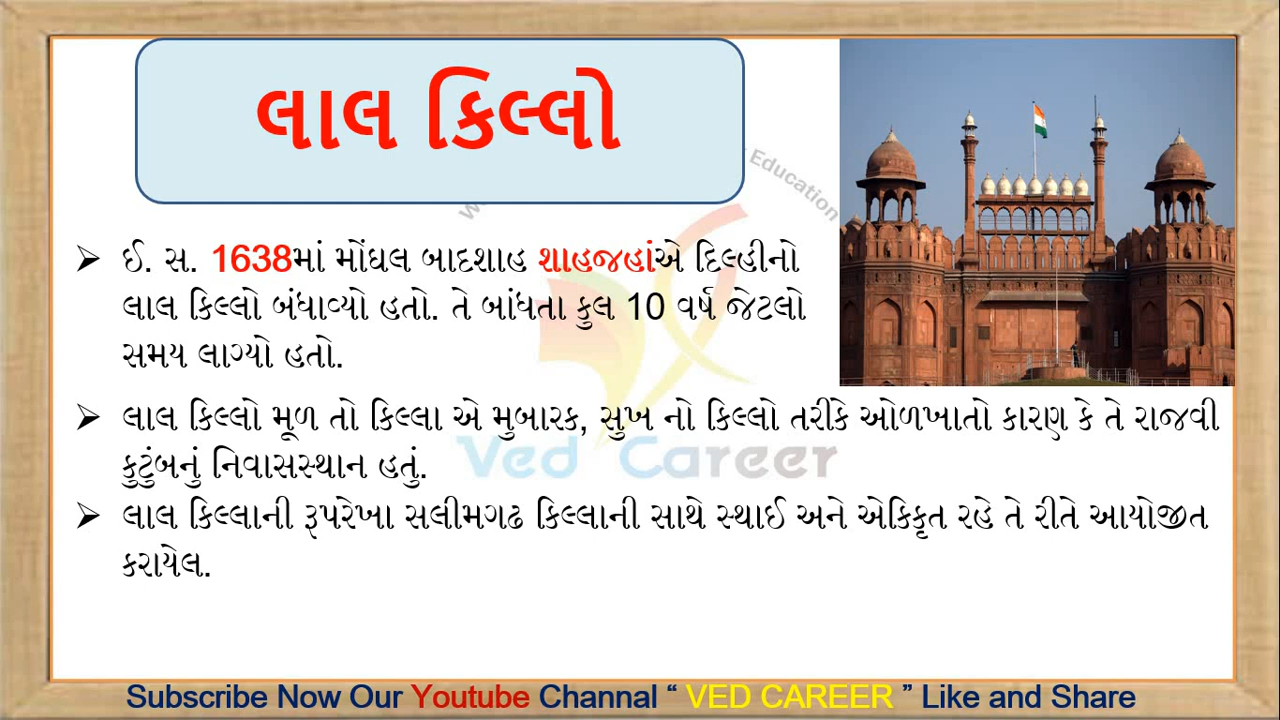 લાલ કિલ્લો
Education
➢ ઈ. સ. 1638માં મોંઘલ બાદશાહ શાહજહાંએ દિલ્હીનો
લાલ કિલ્લો બંધાવ્યો હતો. તે બાંધતા કુલ 10 વર્ષ જેટલો
સમય લાગ્યો હતો.
➢ લાલ કિલ્લો મૂળ તો કિલ્લા એ મુબારક, સુખ નો કિલ્લો તરીકે ઓળખાતો કારણ કે તે રાજવી
કુટુંબનું નિવાસસ્થાન હતું.
Ved Career
➢ લાલ કિલ્લાની રૂપરેખા સલીમગઢ કિલ્લાની સાથે સ્થાઈ અને એકિકૃત રહે તે રીતે આયોજીત
કરાયેલ.
Subscribe Now Our Youtube Channal “ VED CAREER ” Like and Share